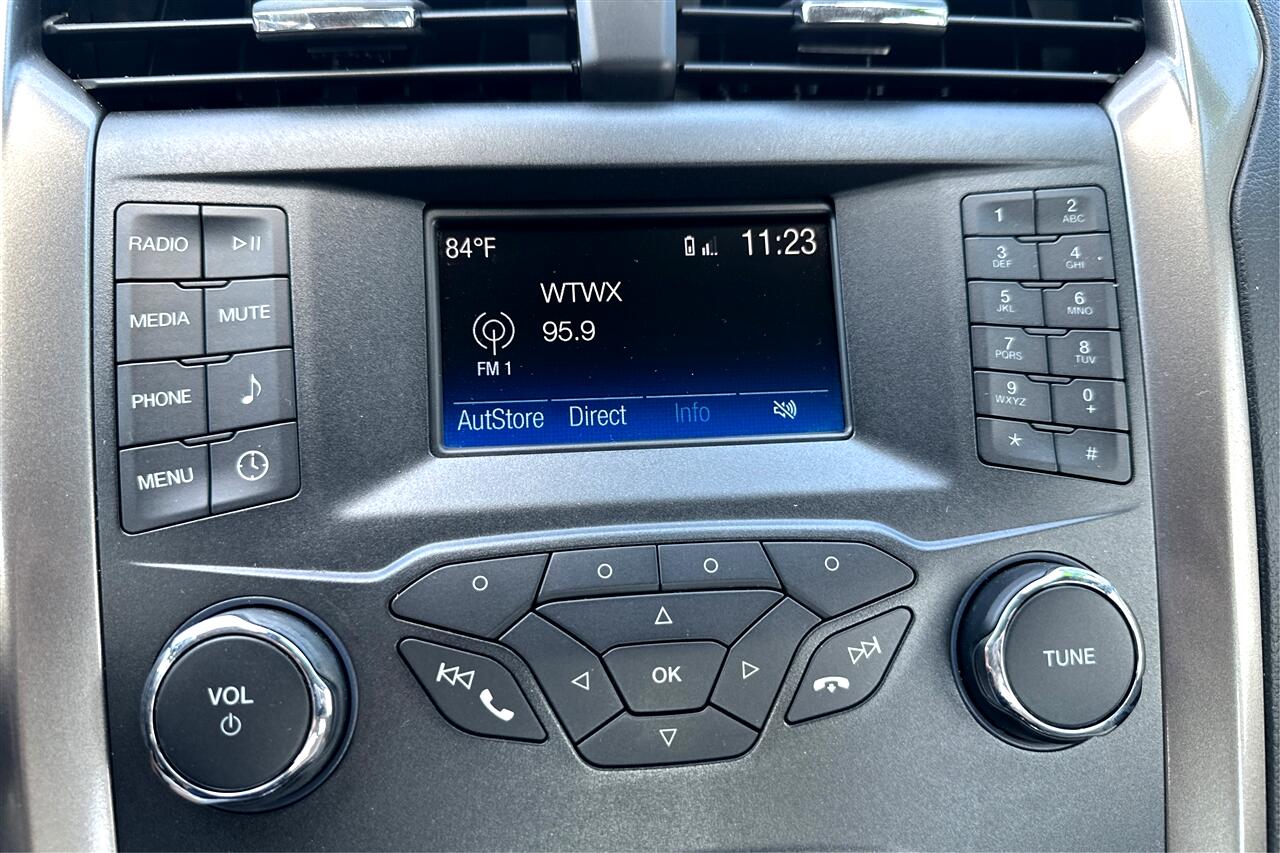 84°F
11:23
WTWX
95.9
FM 1
AutStore Direct Info
RADIO
MEDIA MUTE
PHONE
MENU
1
2 ABC
3 DEF
4 GHI
5 JKL
6 MNO
7 PQRS
8 TUV
9 WXYZ
0 +
* #
OK
VOL
TUNE